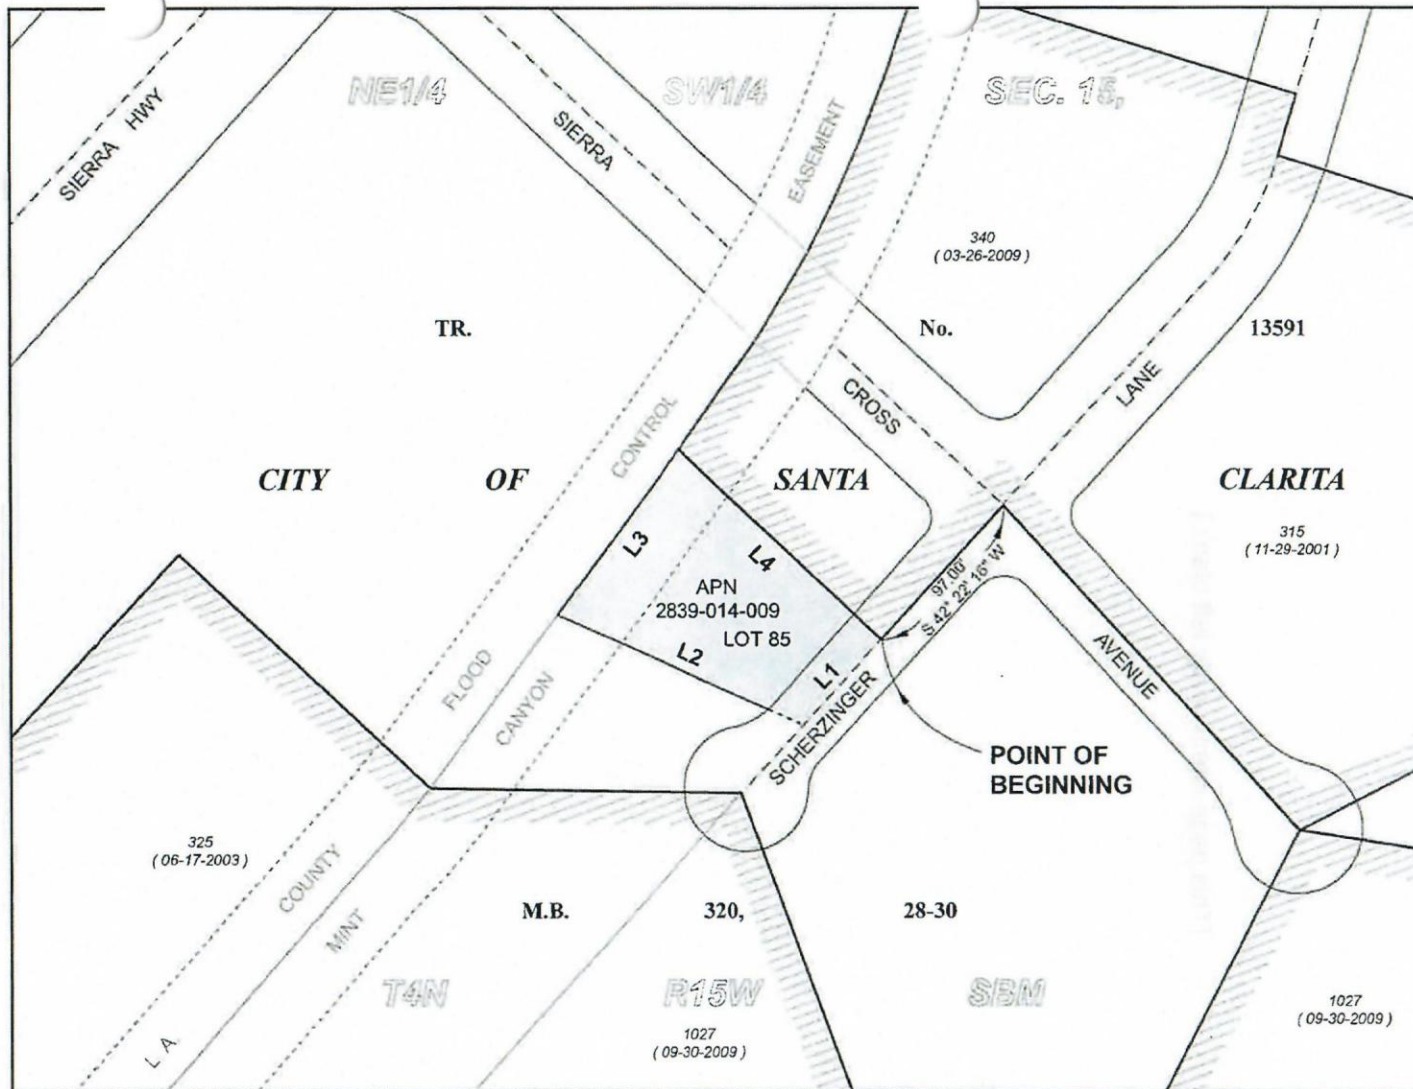 NE1/4 SW1/4 SEC. 15,
SIERRA HWY
SIERRA
EASEMENT
340
( 03-26-2009 )
TR. No. 13591
CROSS
LANE
CONTROL
CITY OF SANTA CLARITA
315
( 11-29-2001 )
L3
L4
APN
2839-014-009
LOT 85
L2
L1
97.00'
S 42° 22' 16" W
FLOOD
CANYON
SCHERZINGER
AVENUE
POINT OF
BEGINNING
325
( 06-17-2003 )
COUNTY
MINT
L.A.
M.B. 320, 28-30
T4N R15W SBM
1027
( 09-30-2009 )
1027
( 09-30-2009 )